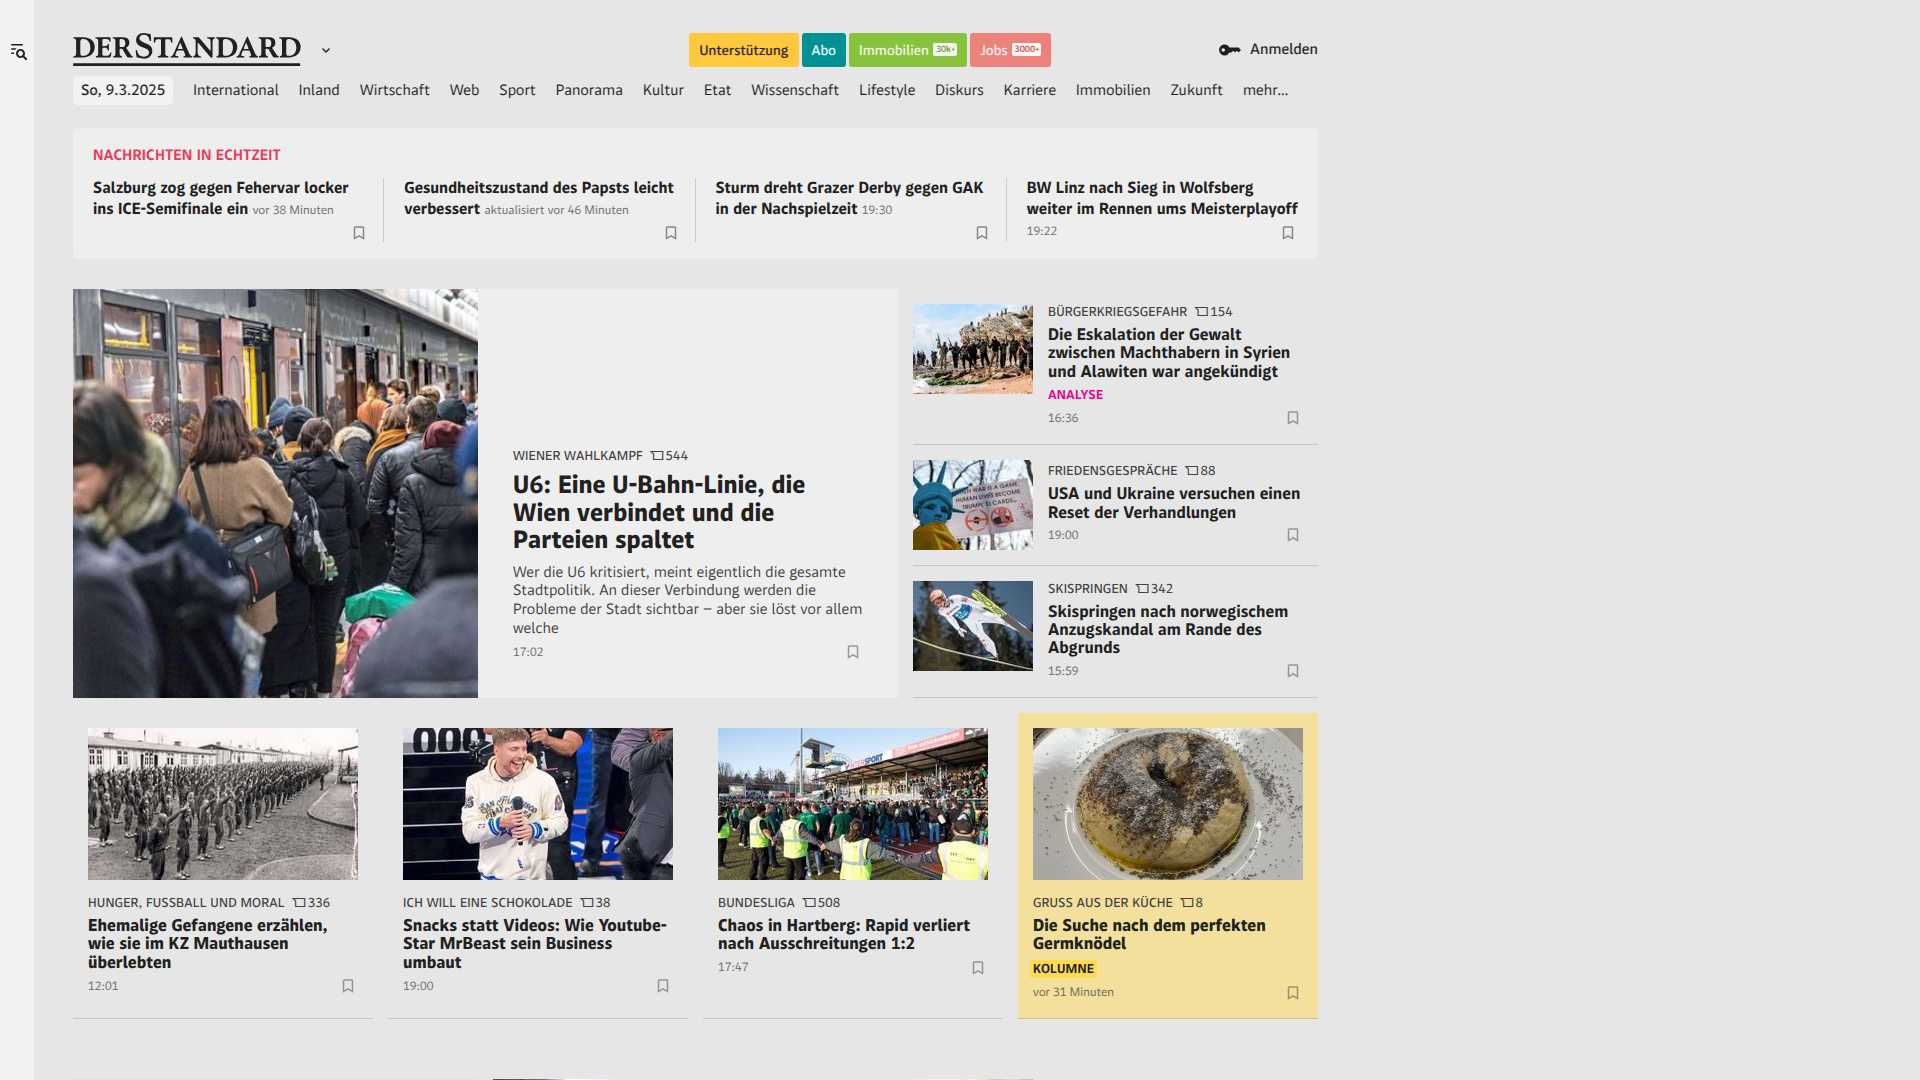 DERSTANDARD
Unterstützung
Abo
Immobilien 30k+
Jobs 3000+
Anmelden
So, 9.3.2025
International
Inland
Wirtschaft
Web
Sport
Panorama
Kultur
Etat
Wissenschaft
Lifestyle
Diskurs
Karriere
Immobilien
Zukunft
mehr...
NACHRICHTEN IN ECHTZEIT
Salzburg zog gegen Fehervar locker
ins ICE-Semifinale ein vor 38 Minuten
Gesundheitszustand des Papsts leicht
verbessert aktualisiert vor 46 Minuten
Sturm dreht Grazer Derby gegen GAK
in der Nachspielzeit 19:30
BW Linz nach Sieg in Wolfsberg
weiter im Rennen ums Meisterplayoff
19:22
WIENER WAHLKAMPF 544
U6: Eine U-Bahn-Linie, die
Wien verbindet und die
Parteien spaltet
Wer die U6 kritisiert, meint eigentlich die gesamte
Stadtpolitik. An dieser Verbindung werden die
Probleme der Stadt sichtbar – aber sie löst vor allem
welche
17:02
BÜRGERKRIEGSGEFAHR 154
Die Eskalation der Gewalt
zwischen Machthabern in Syrien
und Alawiten war angekündigt
ANALYSE
16:36
FRIEDENSGESPRÄCHE 88
USA und Ukraine versuchen einen
Reset der Verhandlungen
19:00
SKISPRINGEN 342
Skispringen nach norwegischem
Anzugskandal am Rande des
Abgrunds
15:59
HUNGER, FUSSBALL UND MORAL 336
Ehemalige Gefangene erzählen,
wie sie im KZ Mauthausen
überlebten
12:01
ICH WILL EINE SCHOKOLADE 38
Snacks statt Videos: Wie Youtube-
Star MrBeast sein Business
umbaut
19:00
BUNDESLIGA 508
Chaos in Hartberg: Rapid verliert
nach Ausschreitungen 1:2
17:47
GRUSS AUS DER KÜCHE 8
Die Suche nach dem perfekten
Germknödel
KOLUMNE
vor 31 Minuten